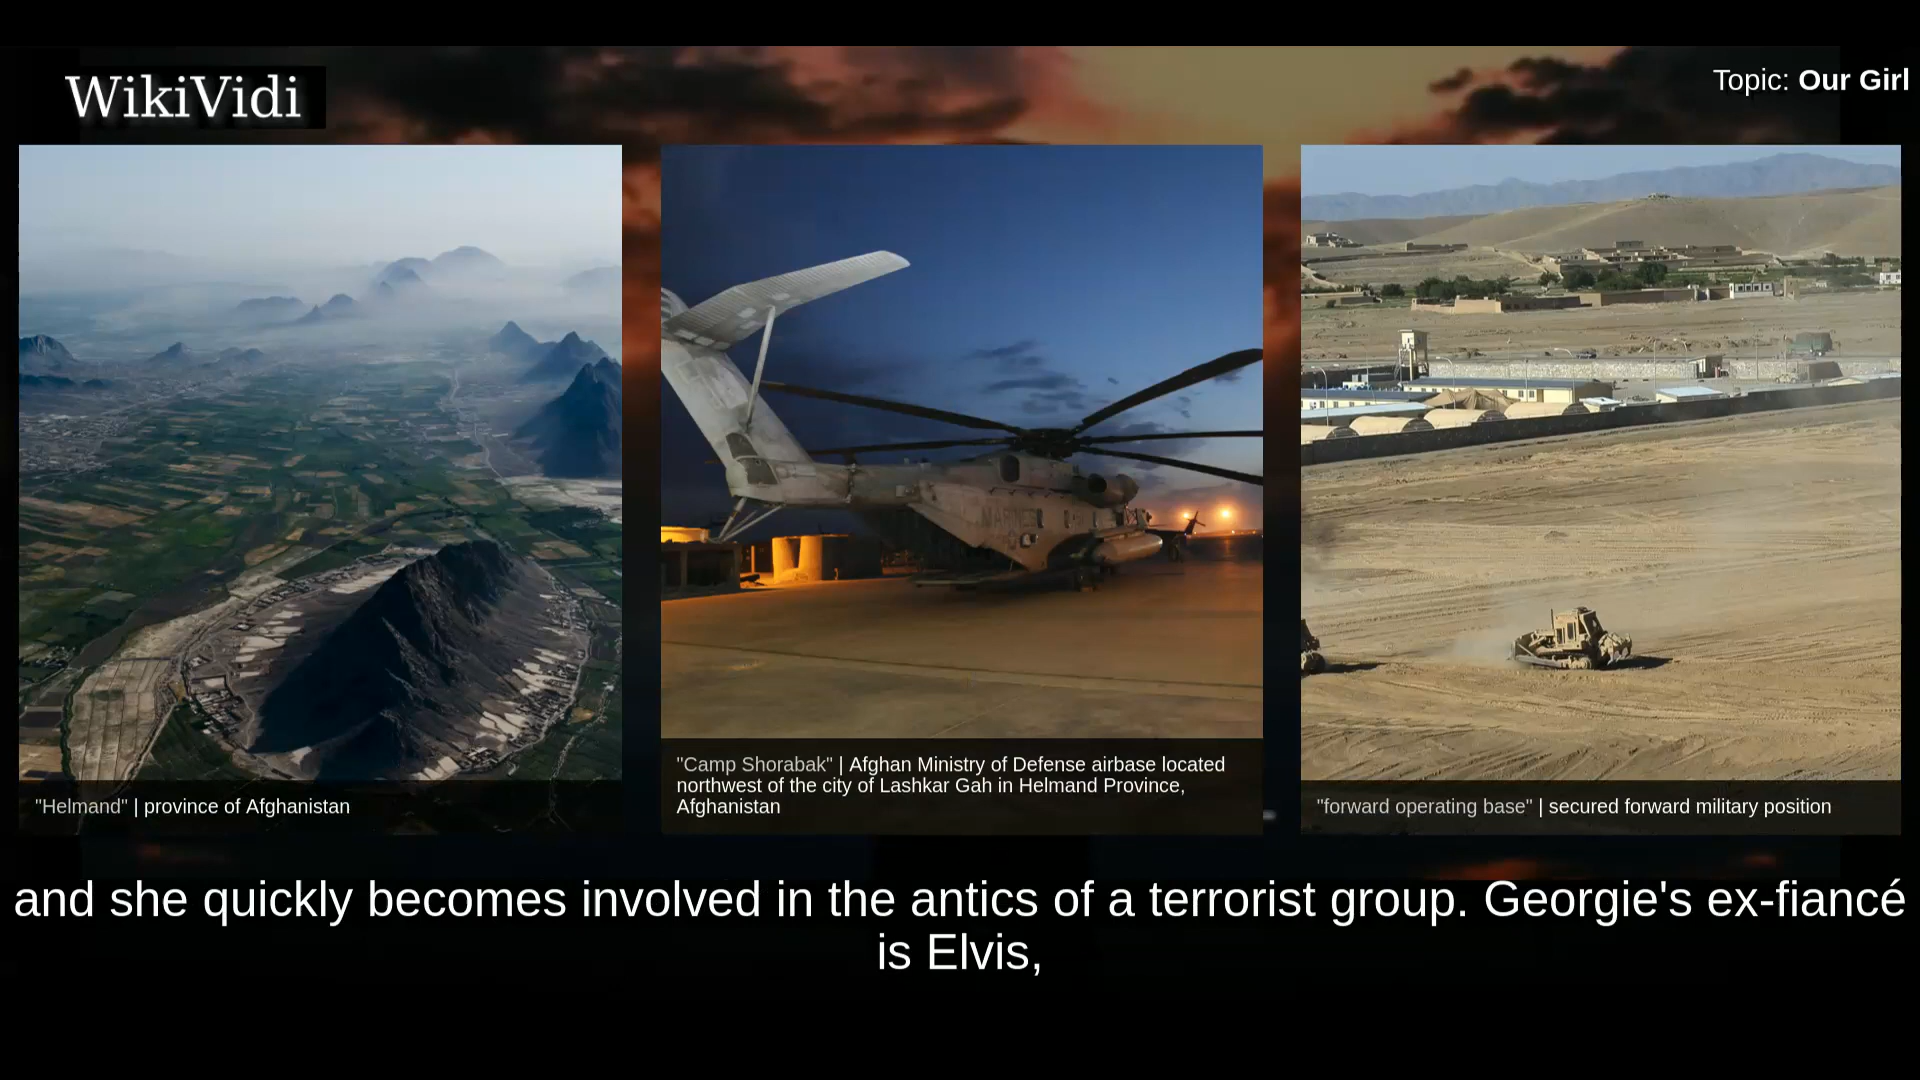 WikiVidi
Topic: Our Girl
"Helmand" | province of Afghanistan
"Camp Shorabak" | Afghan Ministry of Defense airbase located
northwest of the city of Lashkar Gah in Helmand Province,
Afghanistan
"forward operating base" | secured forward military position
MARINES
and she quickly becomes involved in the antics of a terrorist group. Georgie's ex-fiancé
is Elvis,